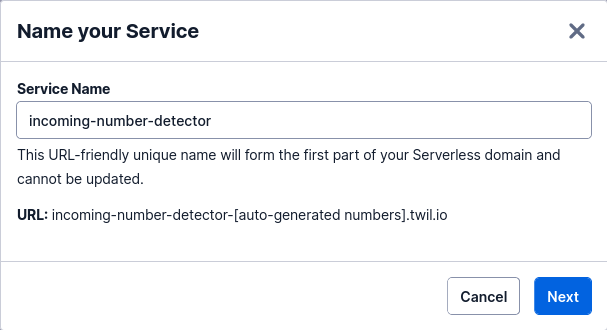 Name your Service
Service Name
incoming-number-detector
This URL-friendly unique name will form the first part of your Serverless domain and
cannot be updated.
URL: incoming-number-detector-[auto-generated numbers].twil.io
Cancel
Next